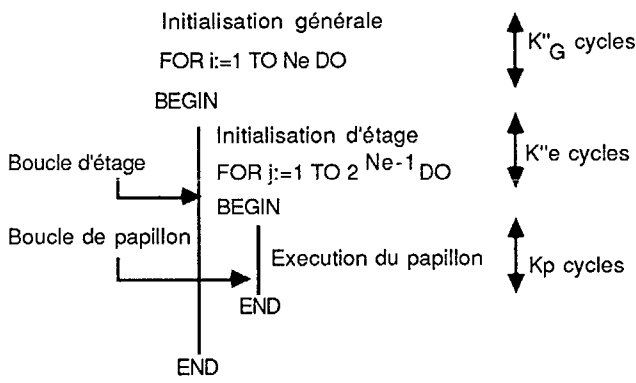 Initialisation générale
K"G cycles
FOR i:=1 TO Ne DO
BEGIN
Initialisation d'étage
K"e cycles
Boucle d'étage
FOR j:=1 TO 2 Ne-1 DO
BEGIN
Boucle de papillon
Execution du papillon
Kp cycles
END
END